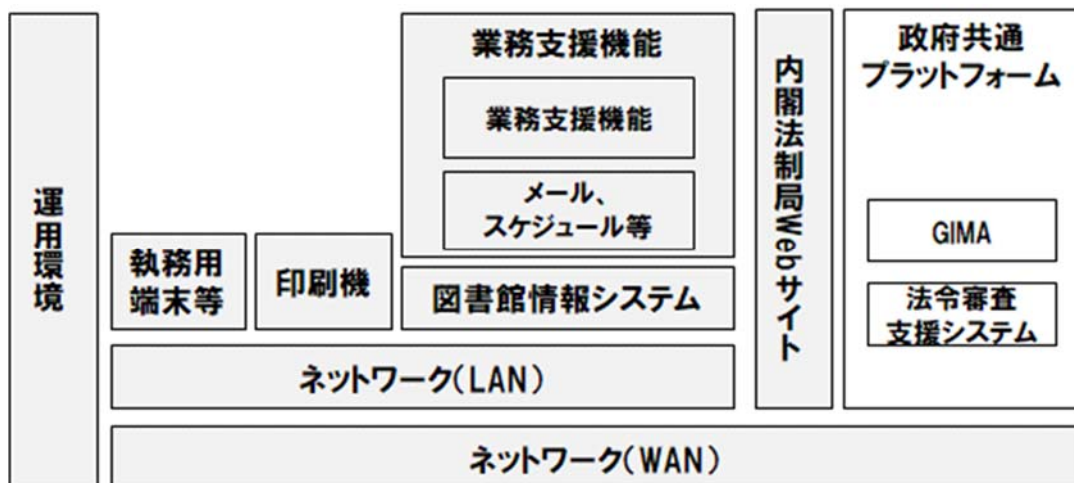 運用環境
執務用
端末等
印刷機
業務支援機能
業務支援機能
メール、
スケジュール等
図書館情報システム
内閣法制局Webサイト
政府共通
プラットフォーム
GIMA
法令審査
支援システム
ネットワーク(LAN)
ネットワーク(WAN)